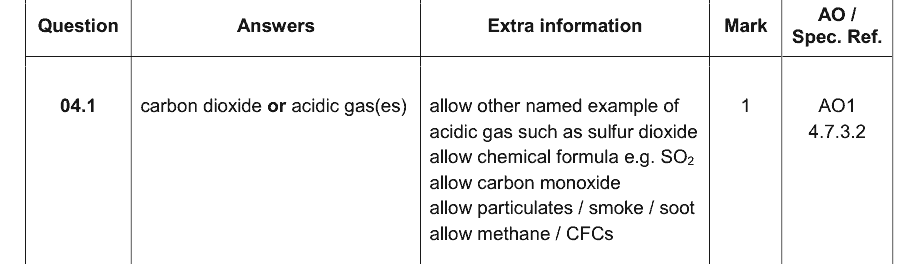 Question Answers Extra information Mark AO /
Spec. Ref.
04.1 carbon dioxide or acidic gas(es) allow other named example of 1 AO1
acidic gas such as sulfur dioxide 4.7.3.2
allow chemical formula e.g. SO₂
allow carbon monoxide
allow particulates / smoke / soot
allow methane / CFCs